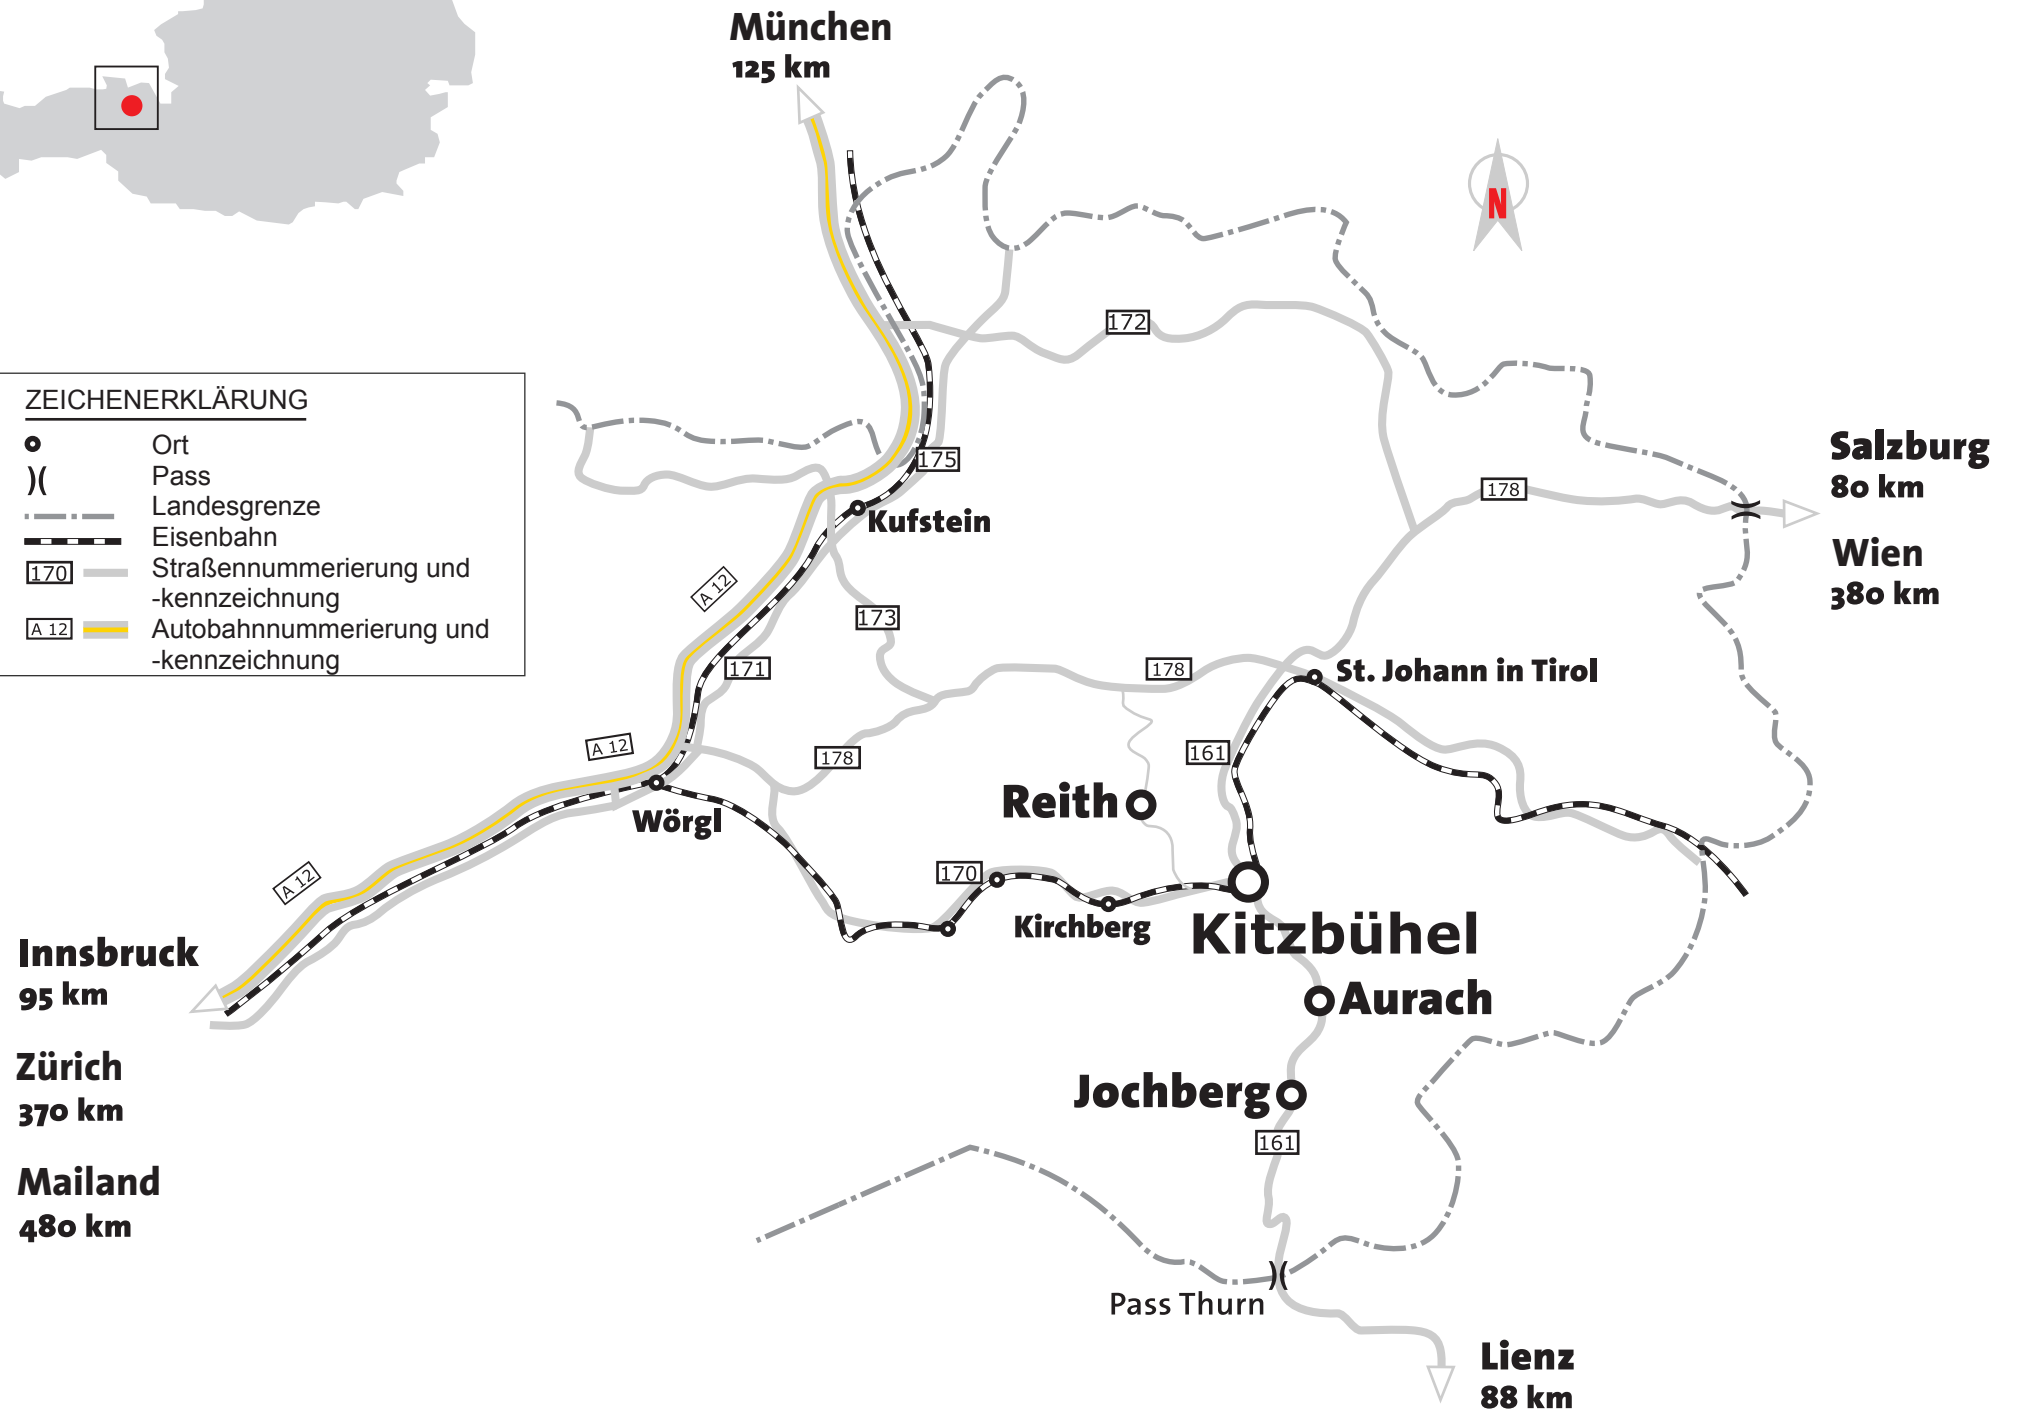 München
125 km
N
ZEICHENERKLÄRUNG
Ort
)( Pass
Landesgrenze
Eisenbahn
170 Straßennummerierung und
-kennzeichnung
A 12 Autobahnnummerierung und
-kennzeichnung
172
175
Kufstein
178
Salzburg
80 km
Wien
380 km
A 12
173
171
178
St. Johann in Tirol
A 12
178
161
Reith
Wörgl
A 12
170
Kirchberg
Kitzbühel
Innsbruck
95 km
Aurach
Zürich
370 km
Jochberg
161
Mailand
480 km
Pass Thurn
Lienz
88 km